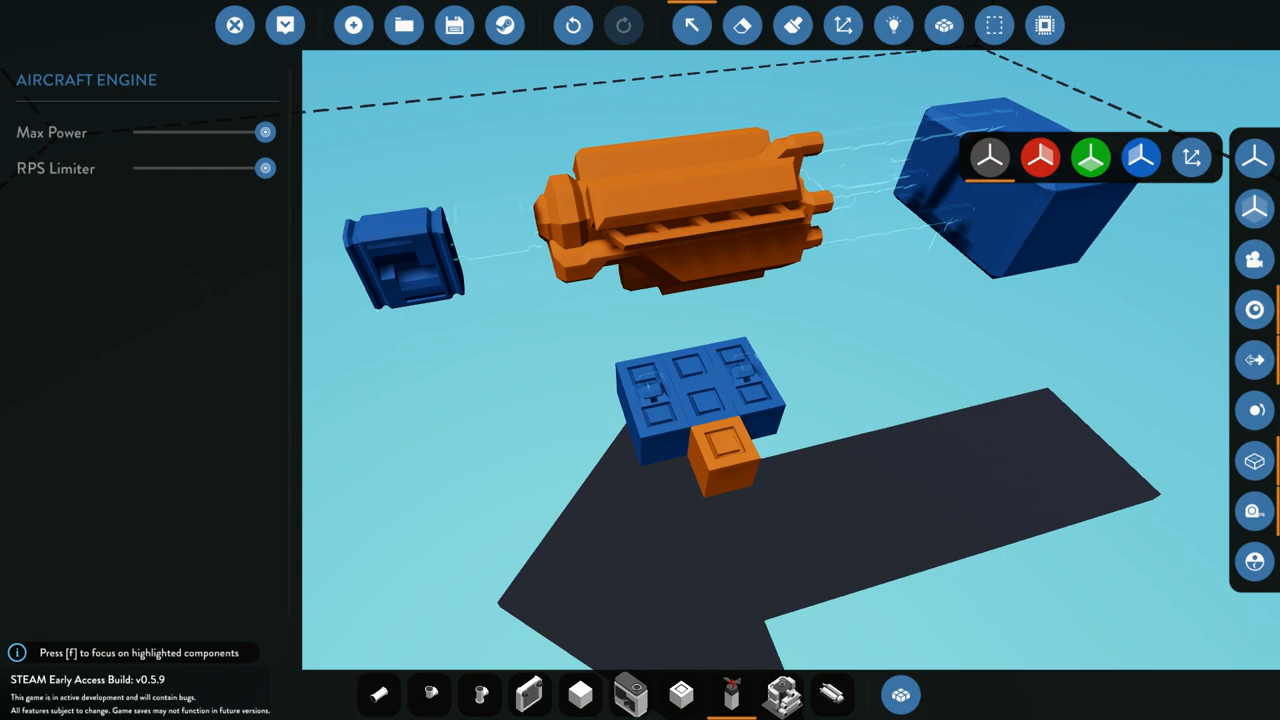 AIRCRAFT ENGINE
Max Power
RPS Limiter
Press [f] to focus on highlighted components
STEAM Early Access Build: v0.5.9
This game is in active development and will contain bugs.
All features subject to change. Game saves may not function in future versions.